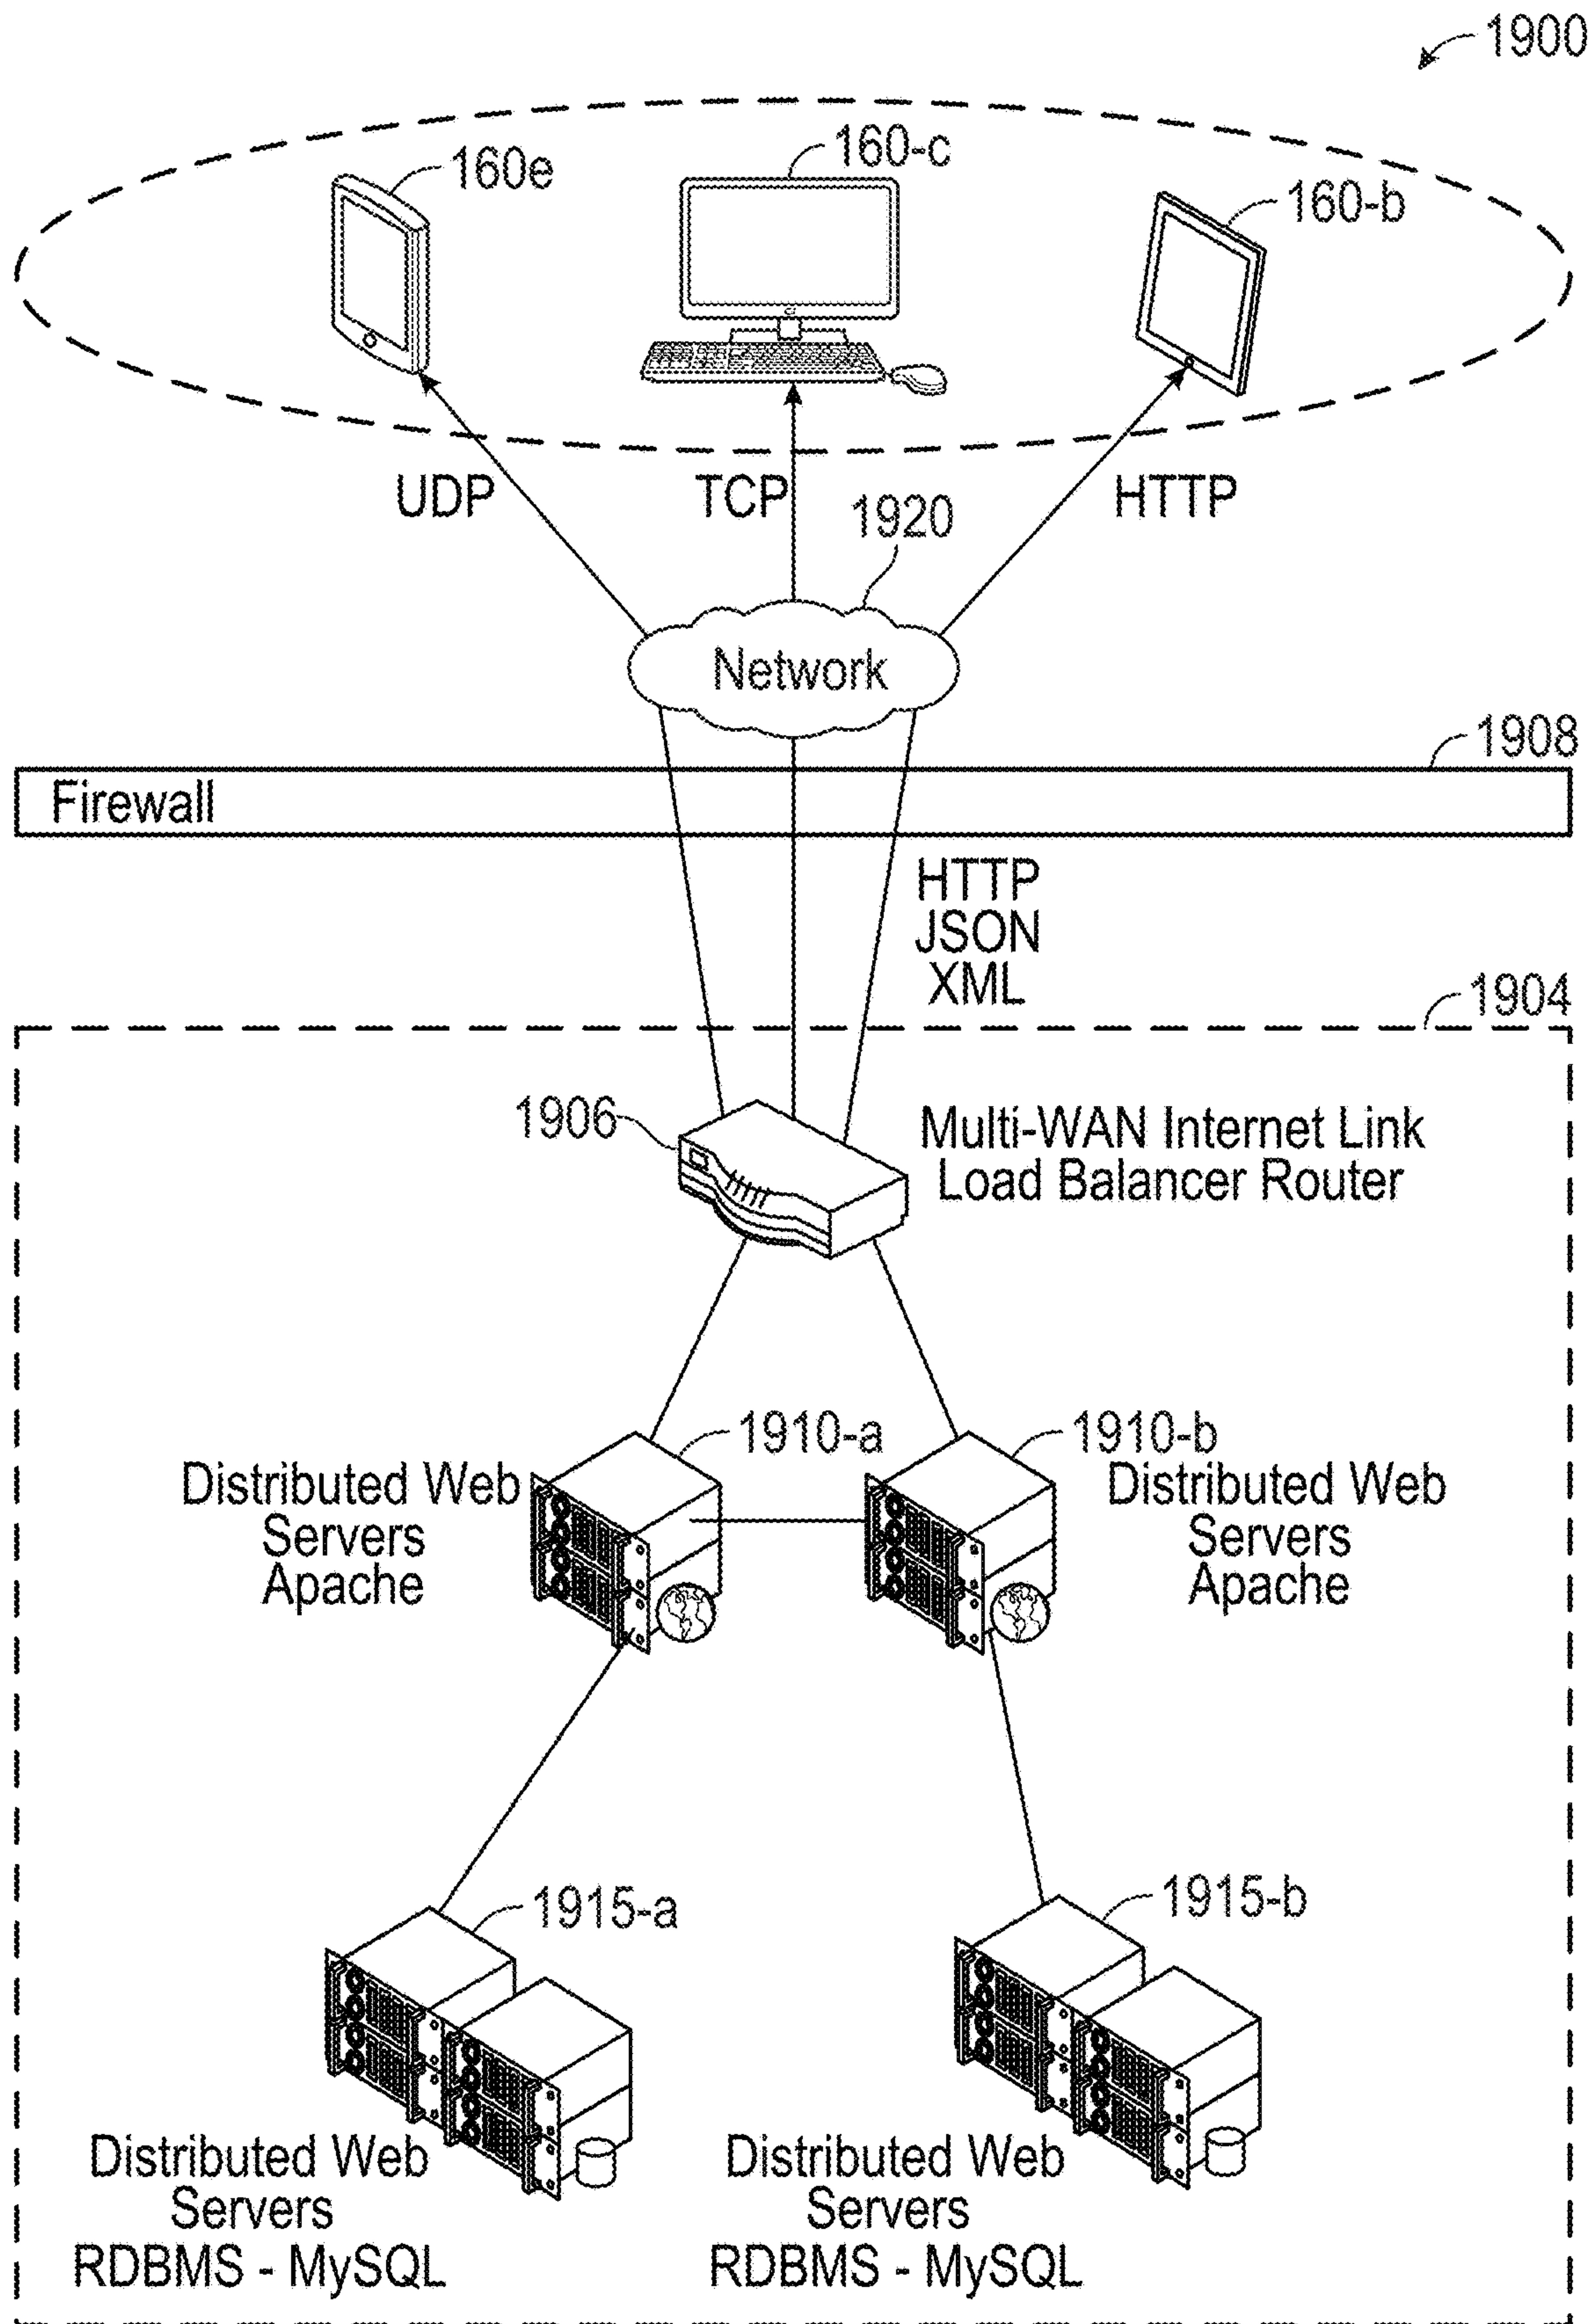 1900
160e
160-c
160-b
UDP
TCP
HTTP
1920
Network
1908
Firewall
HTTP
JSON
XML
1904
1906
Multi-WAN Internet Link
Load Balancer Router
1910-a
1910-b
Distributed Web
Servers
Apache
Distributed Web
Servers
Apache
1915-a
1915-b
Distributed Web
Servers
RDBMS - MySQL
Distributed Web
Servers
RDBMS - MySQL